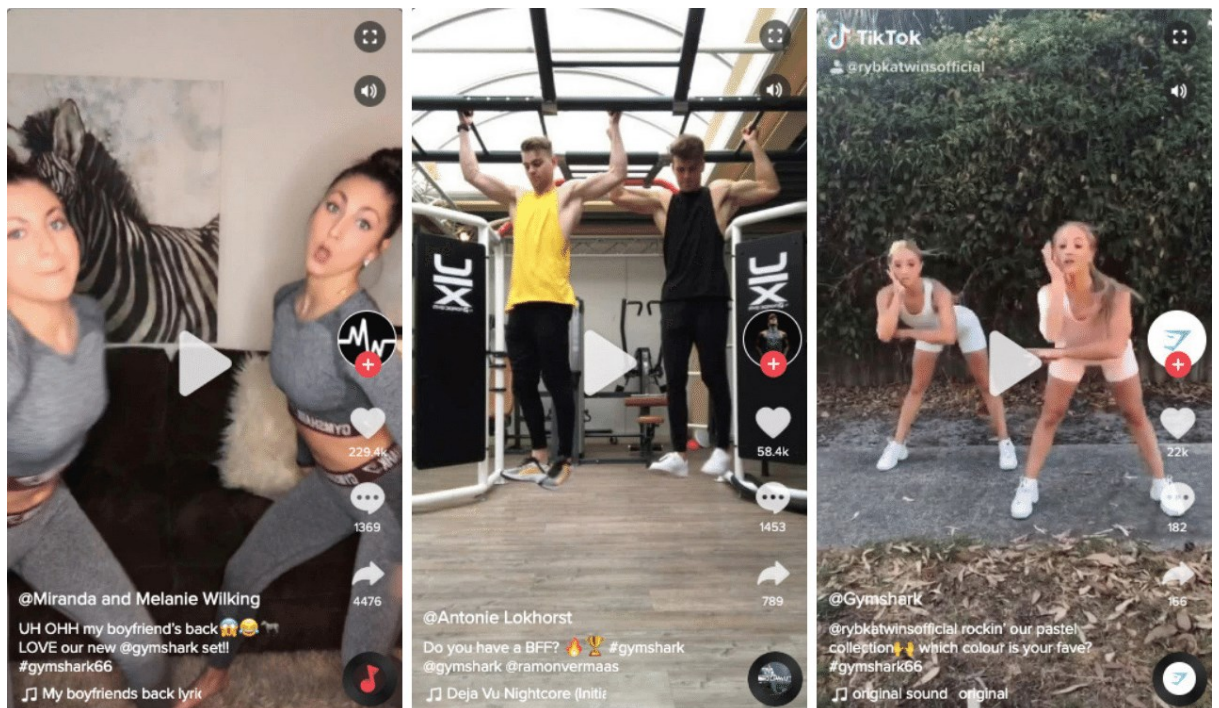 229.4k
1369
4476
@Miranda and Melanie Wilking
UH OHH my boyfriend's back😱😂🦓
LOVE our new @gymshark set!!
#gymshark66
My boyfriends back lyric
GYMSHARK
XIC
XIC
58.4k
1453
789
@Antonie Lokhorst
Do you have a BFF? 🔥🏆 #gymshark
@gymshark @ramonvermaas
Deja Vu Nightcore (Initia
TikTok
@rybkatwinsofficial
22k
182
166
@Gymshark
@rybkatwinsofficial rockin' our pastel
collection🙌 which colour is your fave?
#gymshark66
original sound original